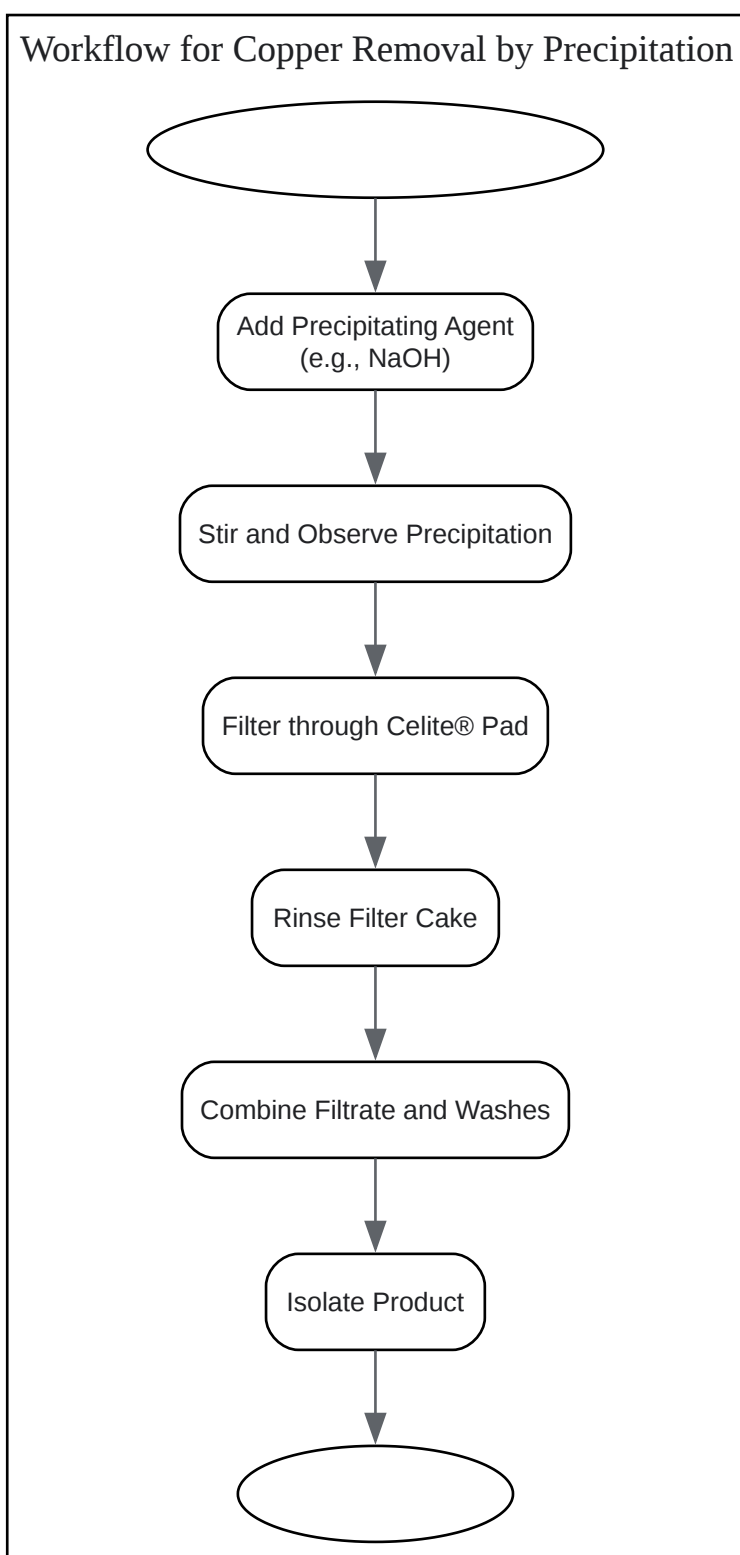 Workflow for Copper Removal by Precipitation
Add Precipitating Agent
(e.g., NaOH)
Stir and Observe Precipitation
Filter through Celite® Pad
Rinse Filter Cake
Combine Filtrate and Washes
Isolate Product